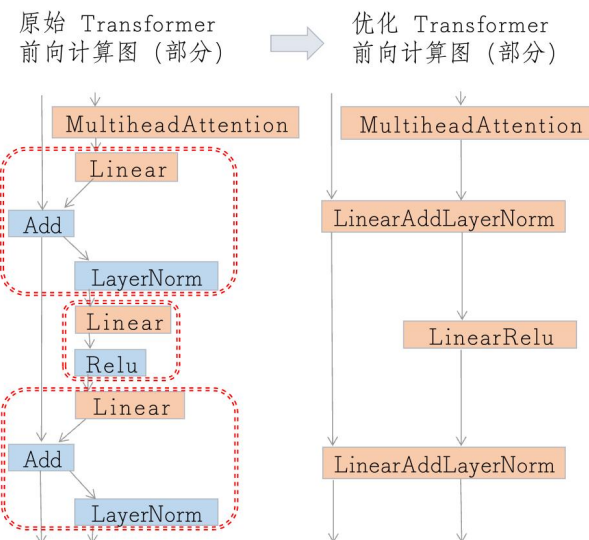 原始 Transformer
前向计算图 (部分)
MultiheadAttention
Linear
Add
LayerNorm
Linear
Relu
Linear
Add
LayerNorm
优化 Transformer
前向计算图 (部分)
MultiheadAttention
LinearAddLayerNorm
LinearRelu
LinearAddLayerNorm